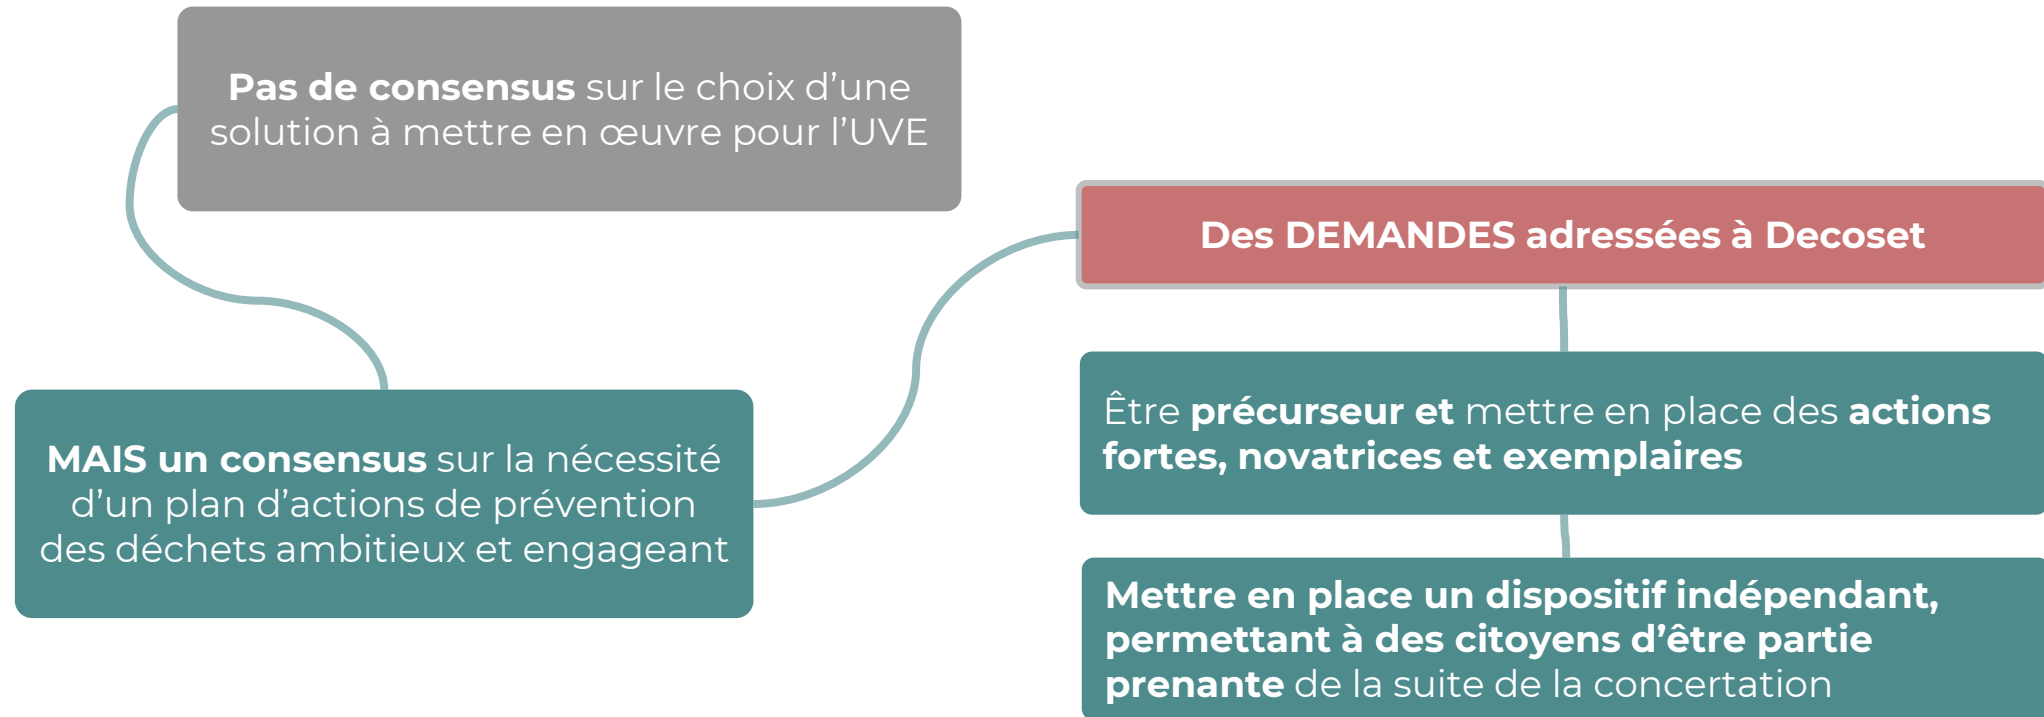 Pas de consensus sur le choix d’une
solution à mettre en œuvre pour l’UVE
MAIS un consensus sur la nécessité
d’un plan d’actions de prévention
des déchets ambitieux et engageant
Des DEMANDES adressées à Decoset
Être précurseur et mettre en place des actions
fortes, novatrices et exemplaires
Mettre en place un dispositif indépendant,
permettant à des citoyens d’être partie
prenante de la suite de la concertation